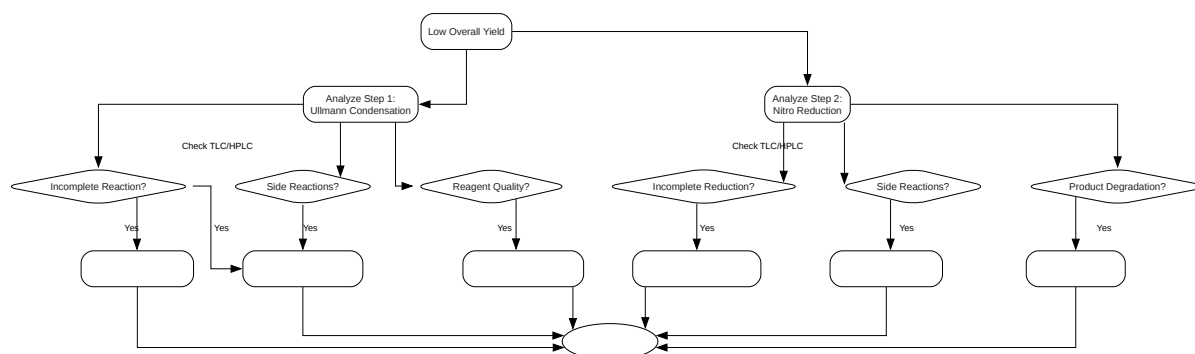 Low Overall Yield
Analyze Step 1:
Ullmann Condensation
Analyze Step 2:
Nitro Reduction
Check TLC/HPLC
Check TLC/HPLC
Incomplete Reaction?
Side Reactions?
Reagent Quality?
Incomplete Reduction?
Side Reactions?
Product Degradation?
Yes
Yes
Yes
Yes
Yes
Yes
Yes